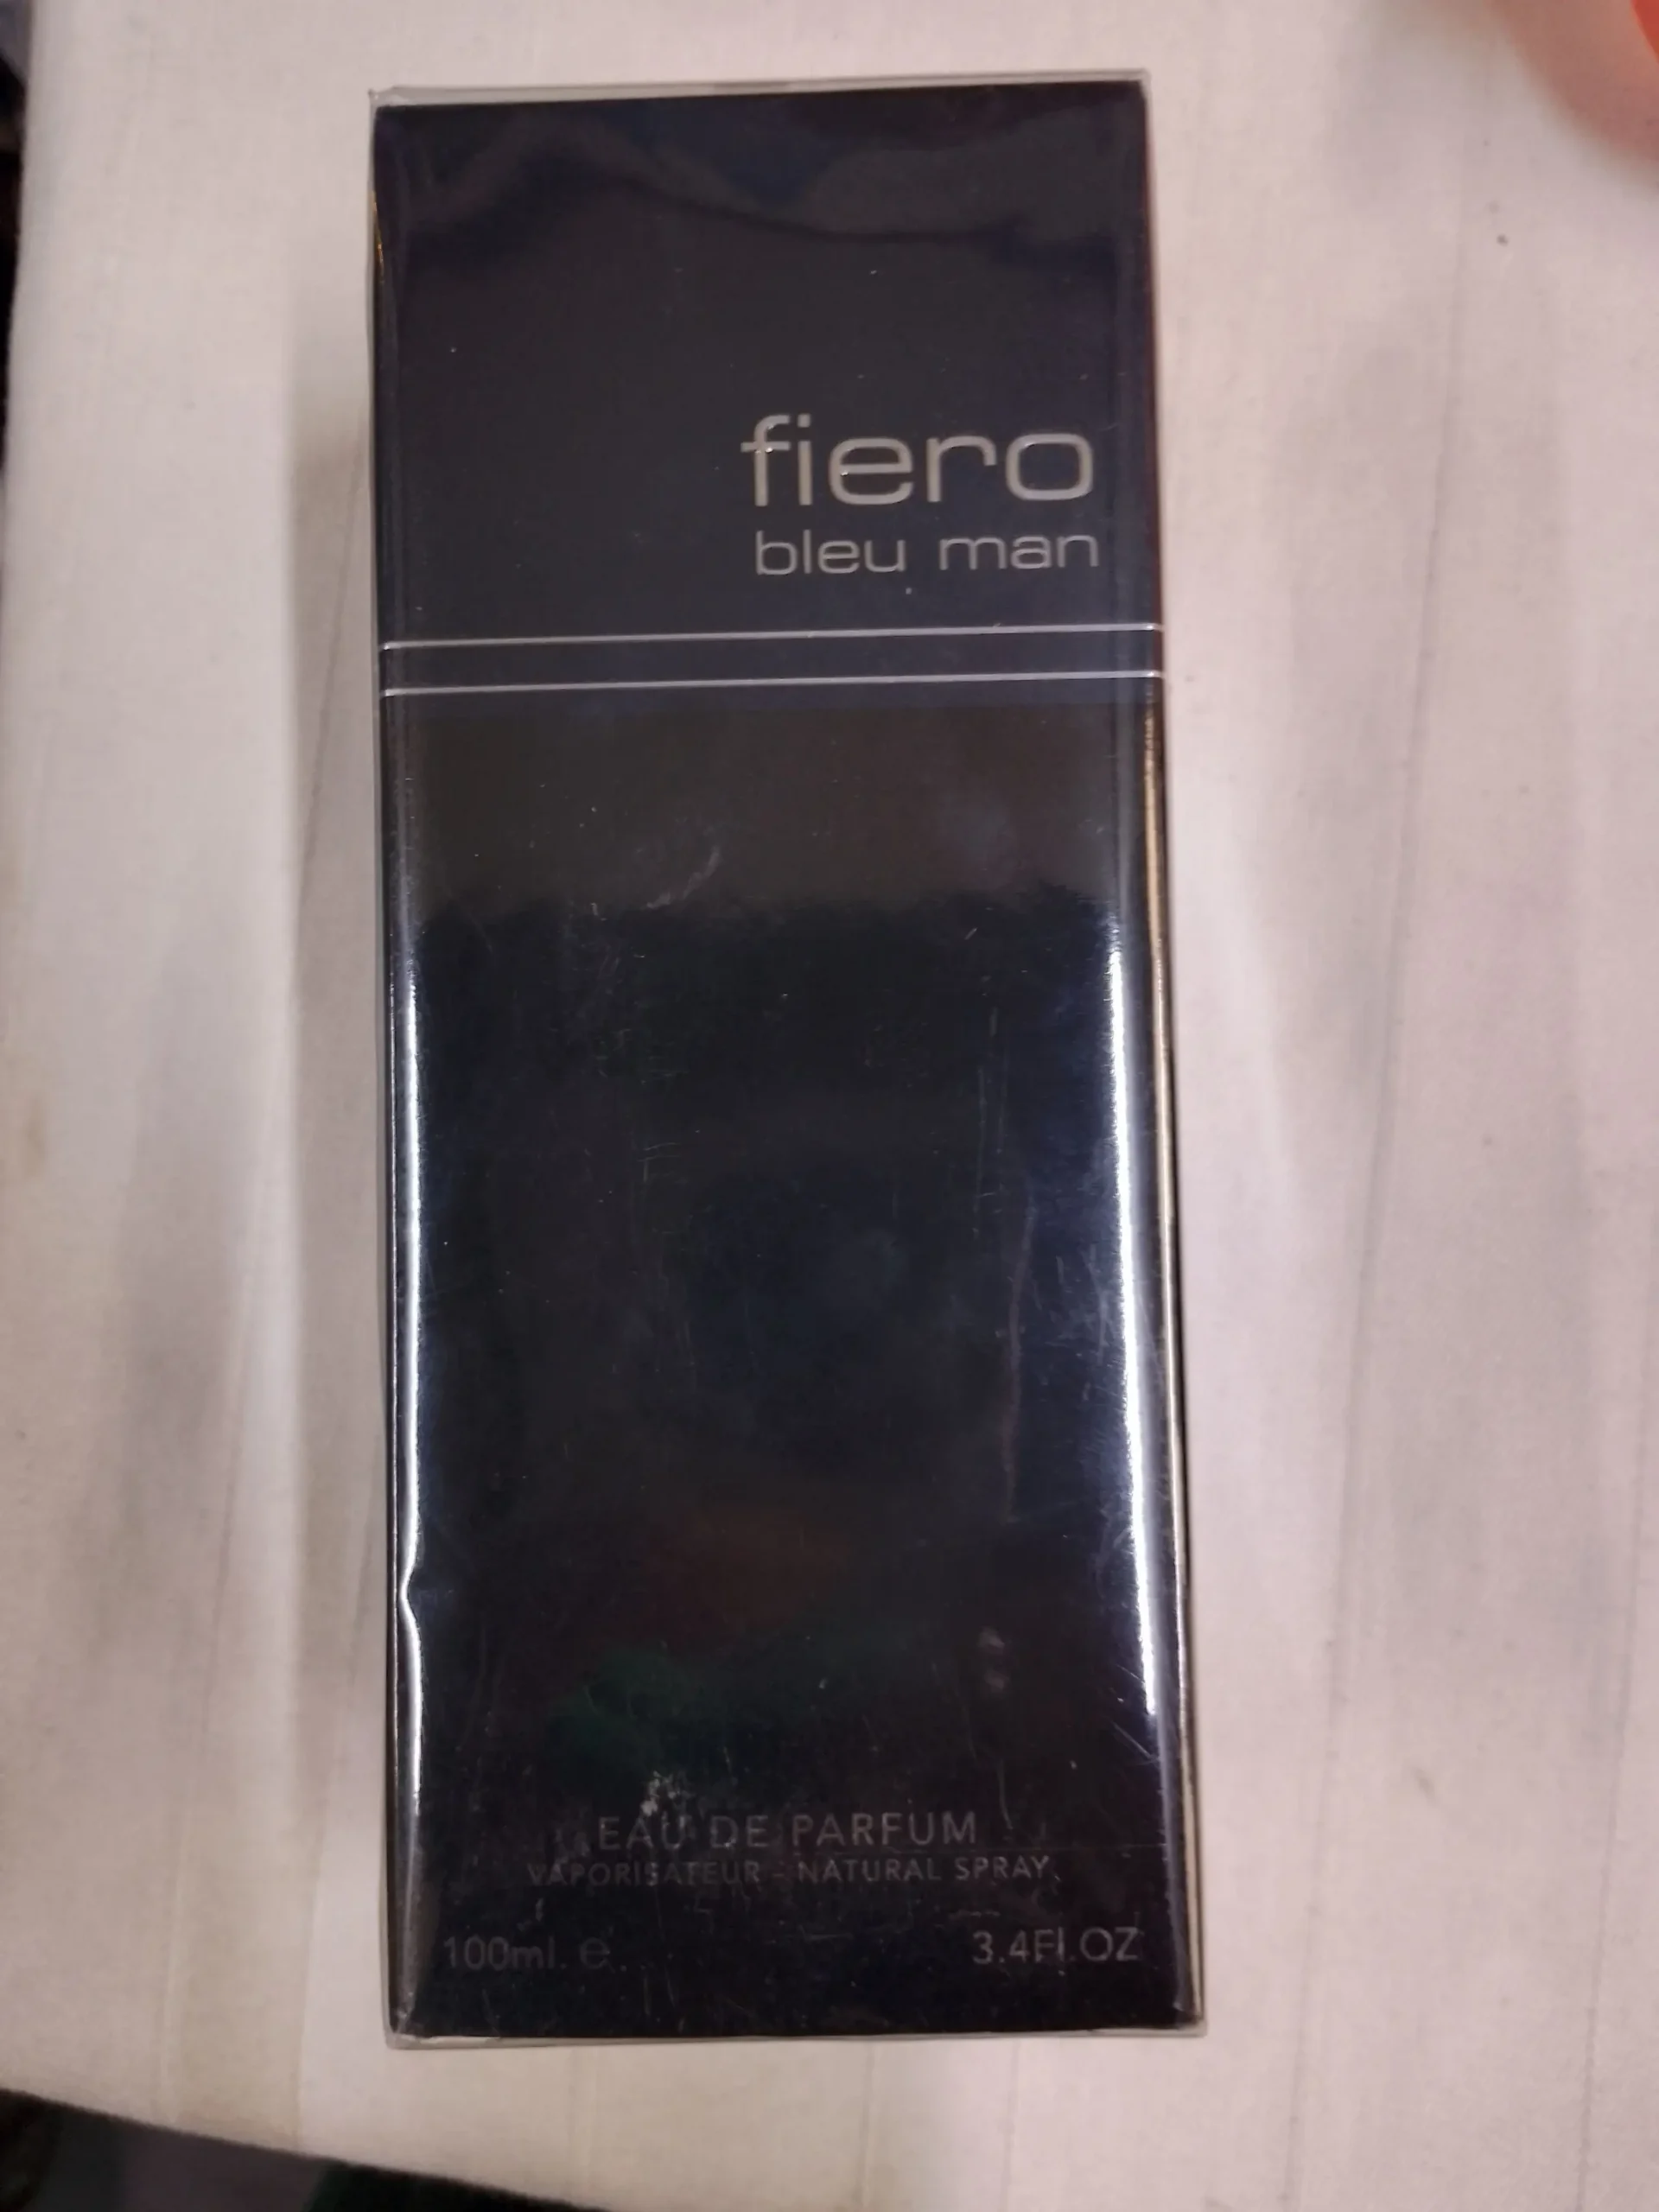 fiero
bleu man
EAU DE PARFUM
VAPORISATEUR - NATURAL SPRAY
100ml. e
3.4Fl.OZ